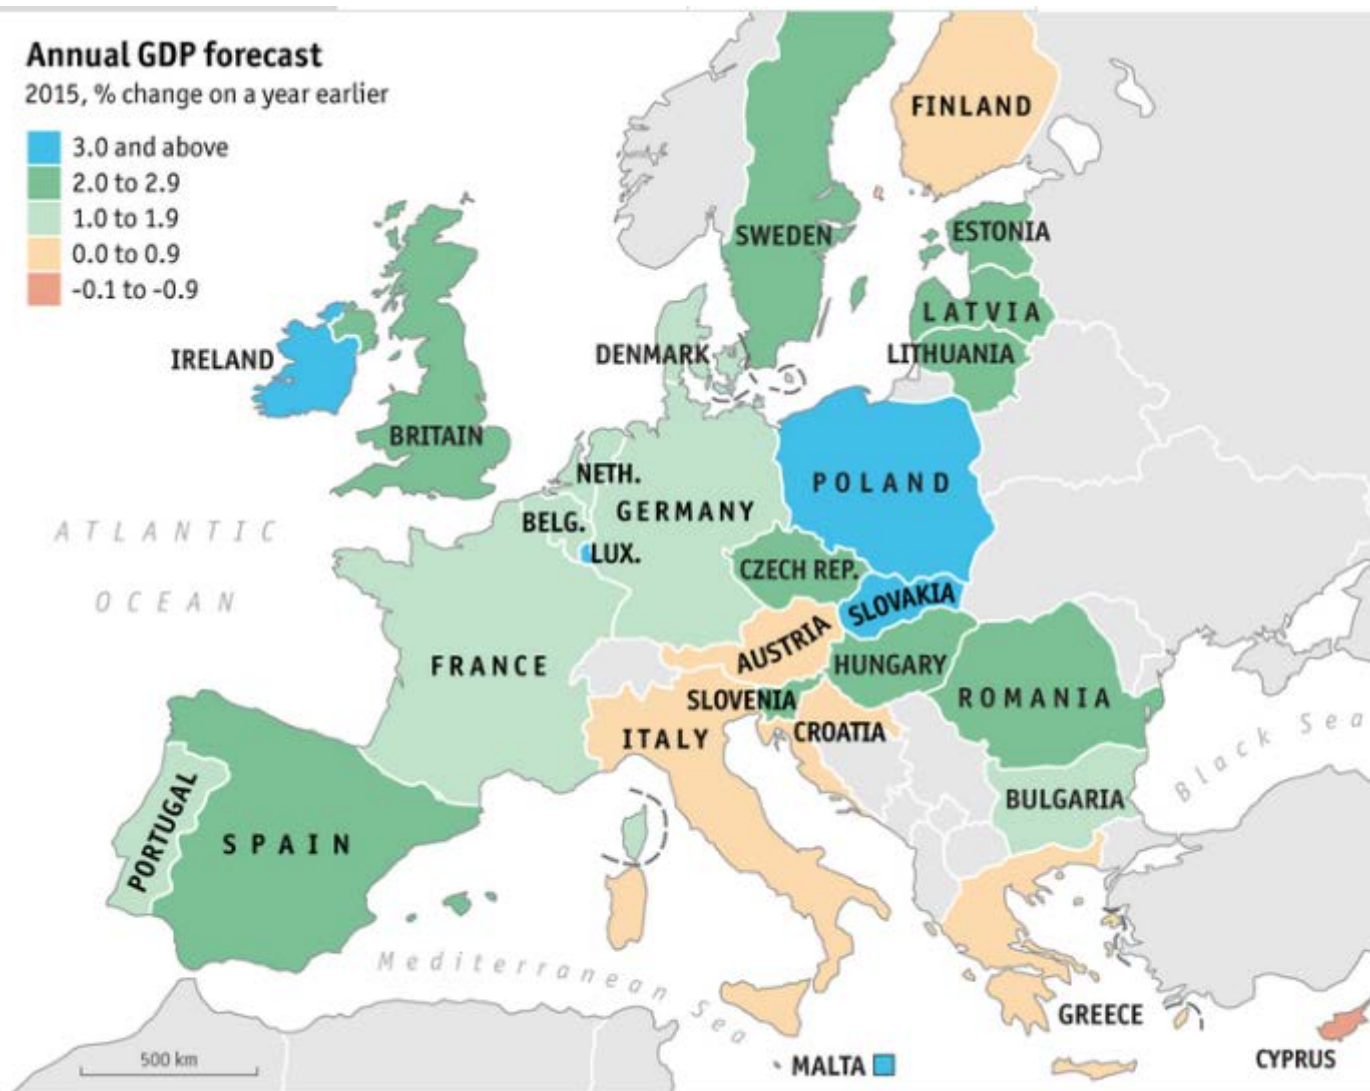 Annual GDP forecast
2015, % change on a year earlier
3.0 and above
2.0 to 2.9
1.0 to 1.9
0.0 to 0.9
-0.1 to -0.9
FINLAND
SWEDEN
ESTONIA
LATVIA
LITHUANIA
DENMARK
IRELAND
BRITAIN
NETH.
GERMANY
POLAND
BELG.
LUX.
ATLANTIC
OCEAN
CZECH REP.
SLOVAKIA
AUSTRIA
HUNGARY
FRANCE
SLOVENIA
ROMANIA
ITALY
CROATIA
Black Sea
BULGARIA
PORTUGAL
SPAIN
Mediterranean Sea
GREECE
CYPRUS
MALTA
500 km